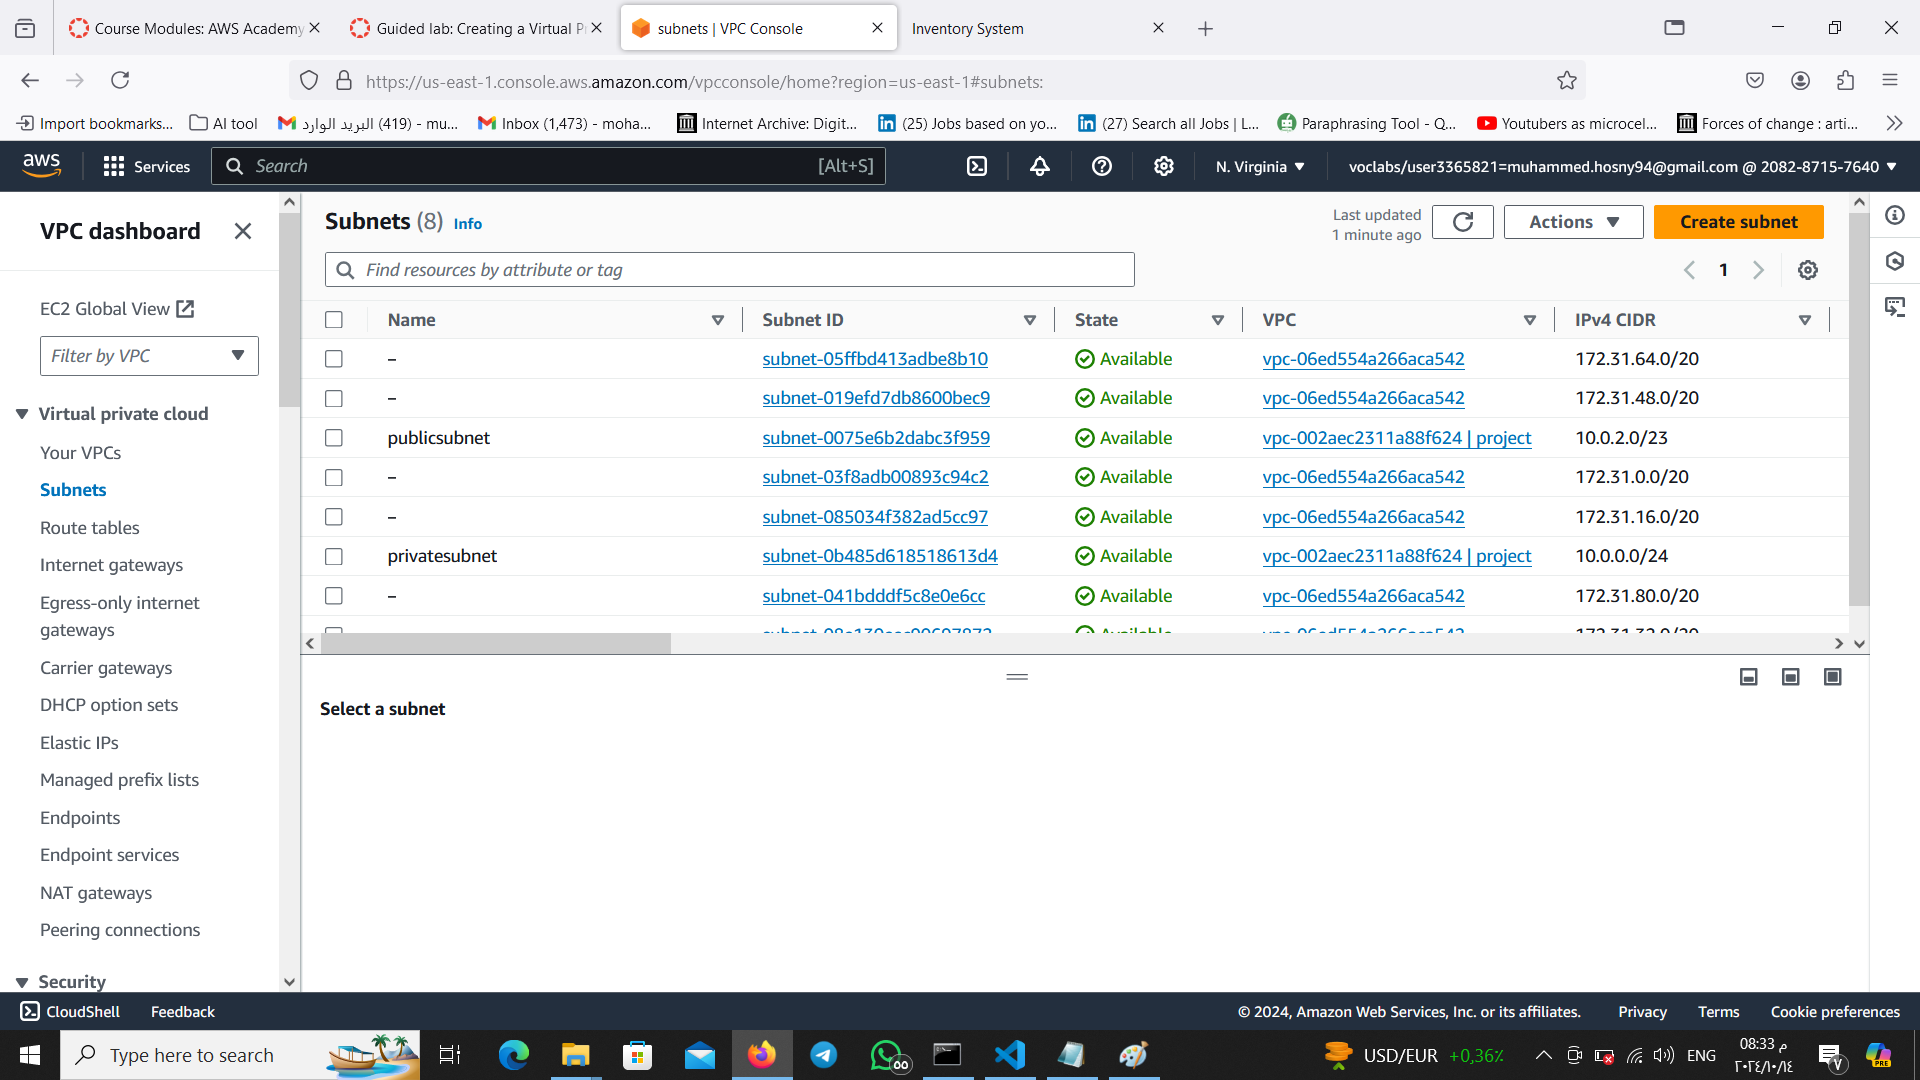 Course Modules: AWS Academy
Guided lab: Creating a Virtual Pr
subnets | VPC Console
Inventory System
https://us-east-1.console.aws.amazon.com/vpcconsole/home?region=us-east-1#subnets:
Import bookmarks...
AI tool
البريد الوارد (419) - mu...
Inbox (1,473) - moha...
Internet Archive: Digit...
(25) Jobs based on yo...
(27) Search all Jobs | L...
Paraphrasing Tool - Q...
Youtubers as microcel...
Forces of change : arti...
aws
Services
Search
[Alt+S]
N. Virginia
voclabs/user3365821=muhammed.hosny94@gmail.com @ 2082-8715-7640
VPC dashboard
EC2 Global View
Filter by VPC
Virtual private cloud
Your VPCs
Subnets
Route tables
Internet gateways
Egress-only internet
gateways
Carrier gateways
DHCP option sets
Elastic IPs
Managed prefix lists
Endpoints
Endpoint services
NAT gateways
Peering connections
Security
Subnets (8) Info
Last updated
1 minute ago
Actions
Create subnet
Find resources by attribute or tag
1
Name Subnet ID State VPC IPv4 CIDR
– subnet-05ffbd413adbe8b10 Available vpc-06ed554a266aca542 172.31.64.0/20
– subnet-019efd7db8600bec9 Available vpc-06ed554a266aca542 172.31.48.0/20
publicsubnet subnet-0075e6b2dabc3f959 Available vpc-002aec2311a88f624 | project 10.0.2.0/23
– subnet-03f8adb00893c94c2 Available vpc-06ed554a266aca542 172.31.0.0/20
– subnet-085034f382ad5cc97 Available vpc-06ed554a266aca542 172.31.16.0/20
privatesubnet subnet-0b485d618518613d4 Available vpc-002aec2311a88f624 | project 10.0.0.0/24
– subnet-041bdddf5c8e0e6cc Available vpc-06ed554a266aca542 172.31.80.0/20
Available vpc-06ed554a266aca542 172.31.32.0/20
Select a subnet
CloudShell
Feedback
© 2024, Amazon Web Services, Inc. or its affiliates.
Privacy
Terms
Cookie preferences
Type here to search
USD/EUR +0,36٪
ENG
08:33 م
٢٠٢٤/١٠/١٤
V
PRE